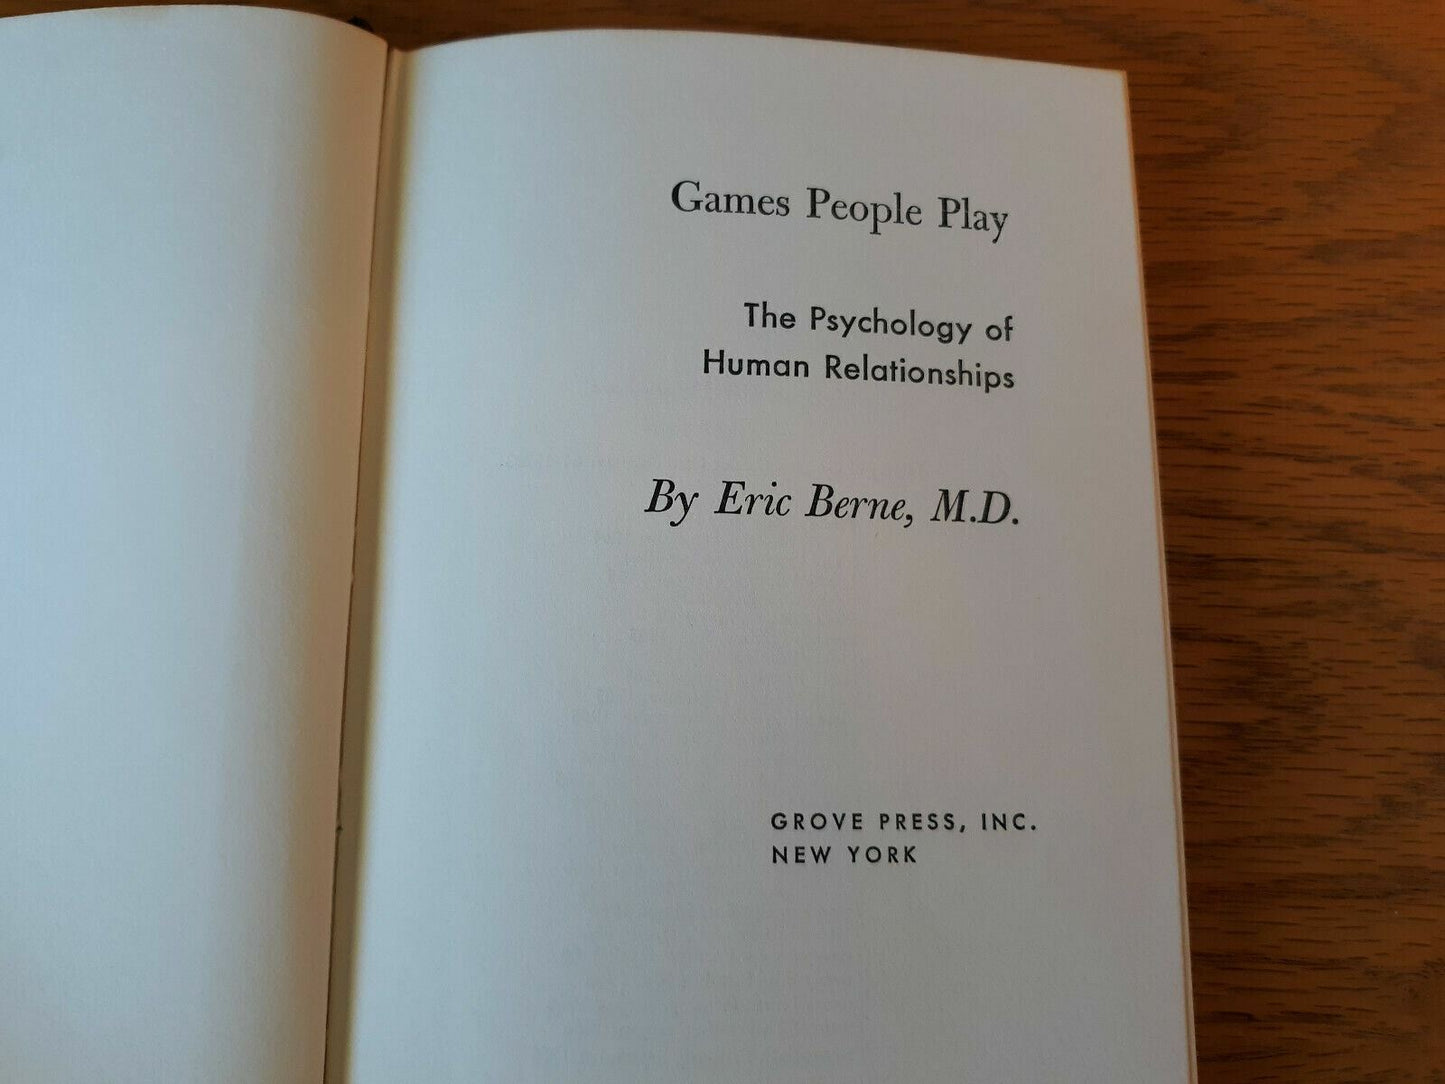 Games People Play
The Psychology of
Human Relationships
By Eric Berne, M.D.
GROVE PRESS, INC.
NEW YORK